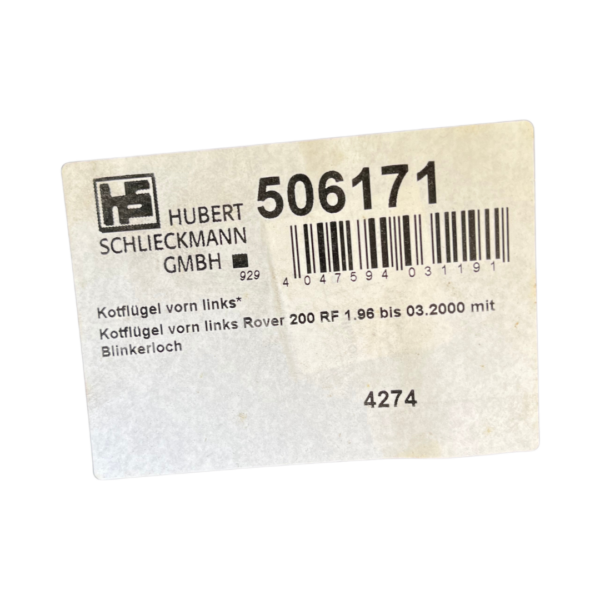 hs
HUBERT
SCHLIECKMANN
GMBH
929
506171
4 047594 031191
Kotflügel vorn links*
Kotflügel vorn links Rover 200 RF 1.96 bis 03.2000 mit
Blinkerloch
4274